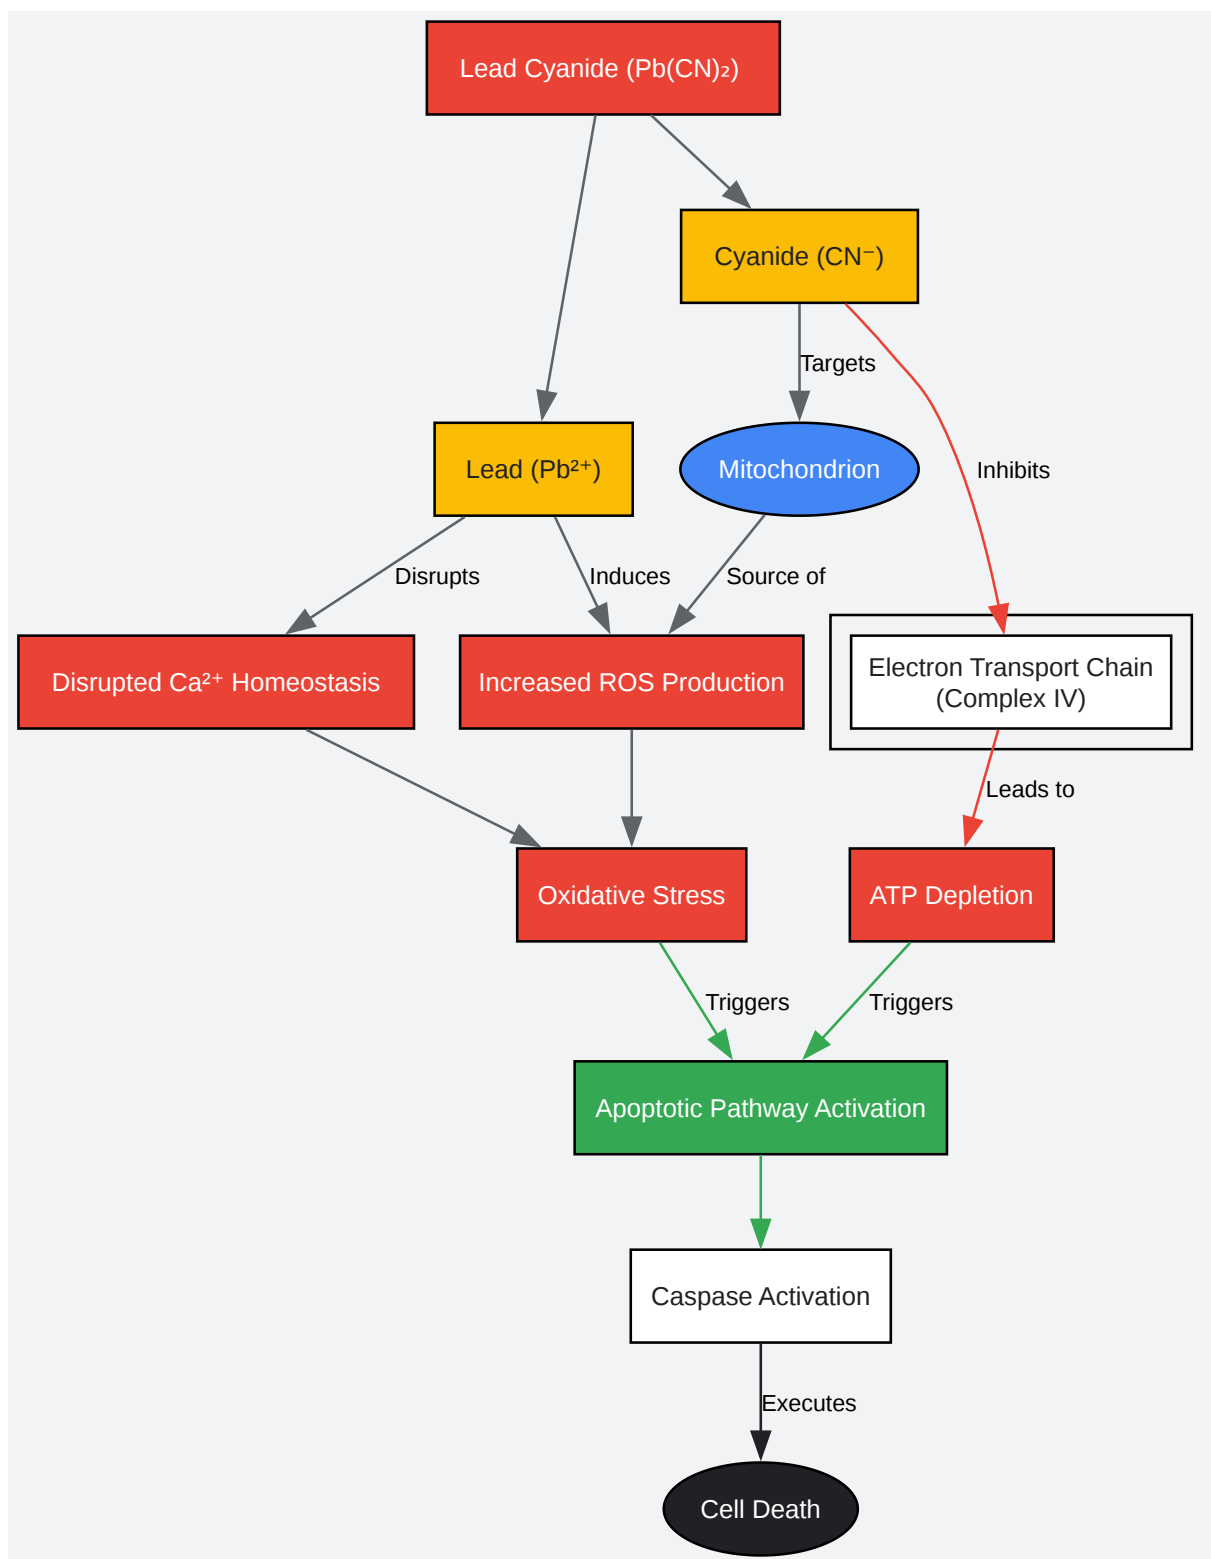 Lead Cyanide (Pb(CN)₂)
Cyanide (CN⁻)
Targets
Lead (Pb²⁺)
Mitochondrion
Inhibits
Disrupts
Induces
Source of
Disrupted Ca²⁺ Homeostasis
Increased ROS Production
Electron Transport Chain
(Complex IV)
Leads to
Oxidative Stress
ATP Depletion
Triggers
Triggers
Apoptotic Pathway Activation
Caspase Activation
Executes
Cell Death